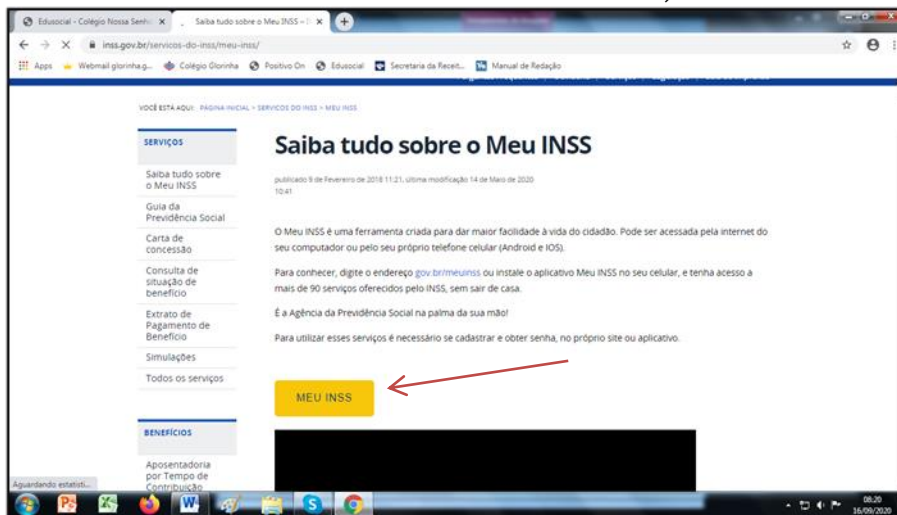 Edusocial - Colégio Nossa Senh
Saiba tudo sobre o Meu INSS – I
inss.gov.br/servicos-do-inss/meu-inss/
Apps
Webmail glorinha.g...
Colégio Glorinha
Positivo On
Edusocial
Secretaria da Receit...
Manual de Redação
VOCÊ ESTÁ AQUI: PÁGINA INICIAL > SERVICOS DO INSS > MEU INSS
SERVIÇOS
Saiba tudo sobre
o Meu INSS
Guia da
Previdência Social
Carta de
concessão
Consulta de
situação de
benefício
Extrato de
Pagamento de
Benefício
Simulações
Todos os serviços
BENEFÍCIOS
Aposentadoria
por Tempo de
Contribuição
Saiba tudo sobre o Meu INSS
publicado 9 de Fevereiro de 2018 11:21, última modificação 14 de Maio de 2020
10:41
O Meu INSS é uma ferramenta criada para dar maior facilidade à vida do cidadão. Pode ser acessada pela internet do
seu computador ou pelo seu próprio telefone celular (Android e IOS).
Para conhecer, digite o endereço gov.br/meuinss ou instale o aplicativo Meu INSS no seu celular, e tenha acesso a
mais de 90 serviços oferecidos pelo INSS, sem sair de casa.
É a Agência da Previdência Social na palma da sua mão!
Para utilizar esses serviços é necessário se cadastrar e obter senha, no próprio site ou aplicativo.
MEU INSS
Aguardando estatisti...
08:20
16/09/2020